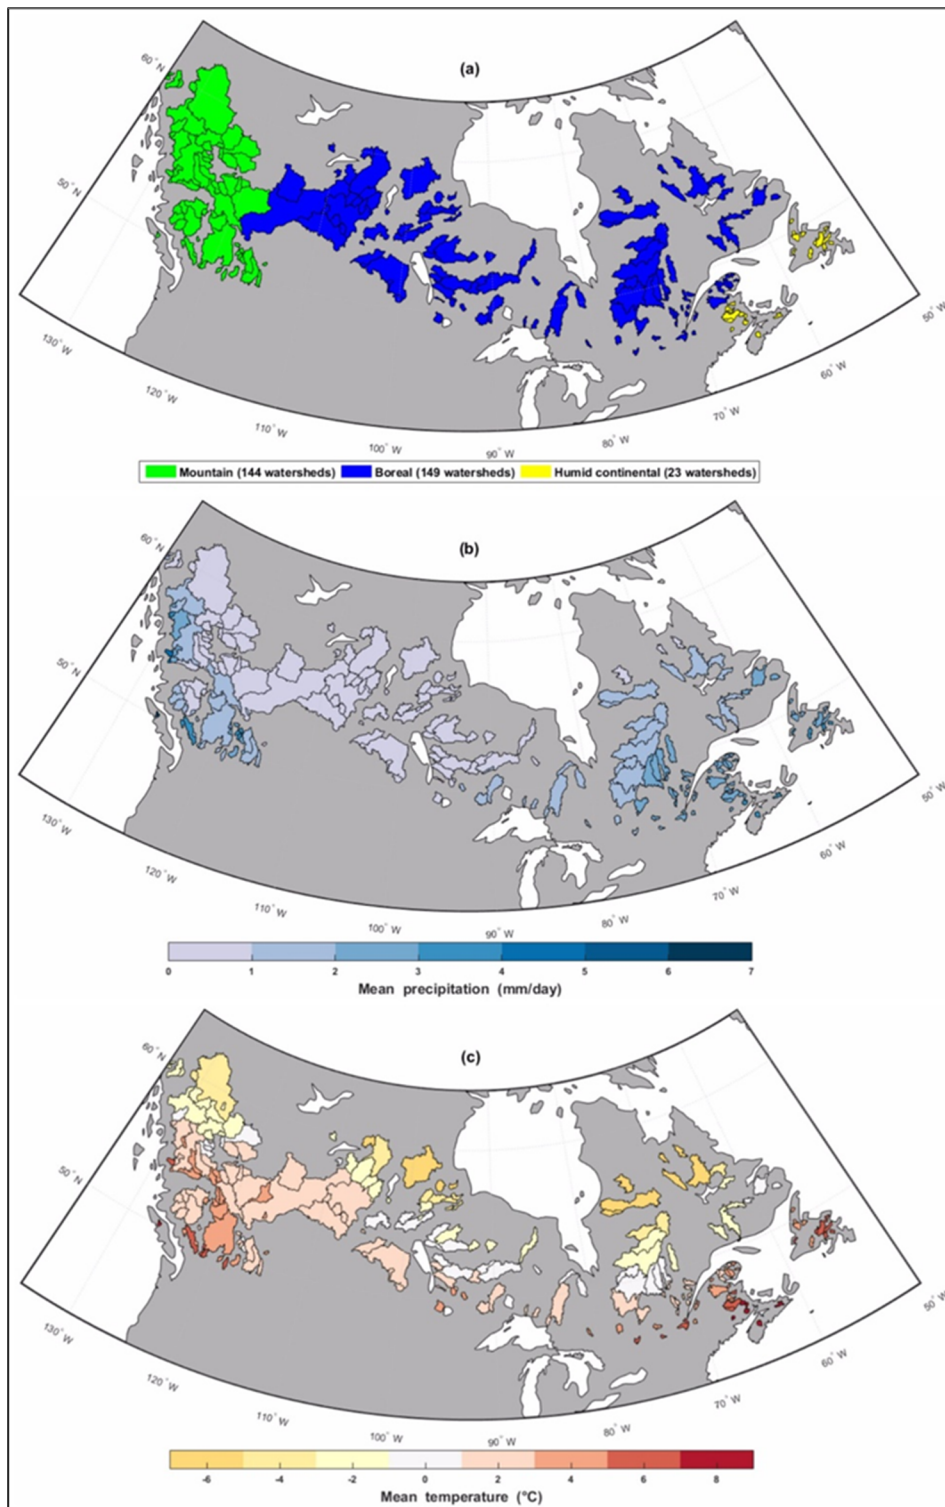 (a)
60° N
50° N
130° W
120° W
110° W
100° W
90° W
80° W
70° W
60° W
50° W
Mountain (144 watersheds) Boreal (149 watersheds) Humid continental (23 watersheds)
(b)
60° N
50° N
130° W
120° W
110° W
100° W
90° W
80° W
70° W
60° W
50° W
0 1 2 3 4 5 6 7
Mean precipitation (mm/day)
(c)
60° N
50° N
130° W
120° W
110° W
100° W
90° W
80° W
70° W
60° W
50° W
-6 -4 -2 0 2 4 6 8
Mean temperature (°C)